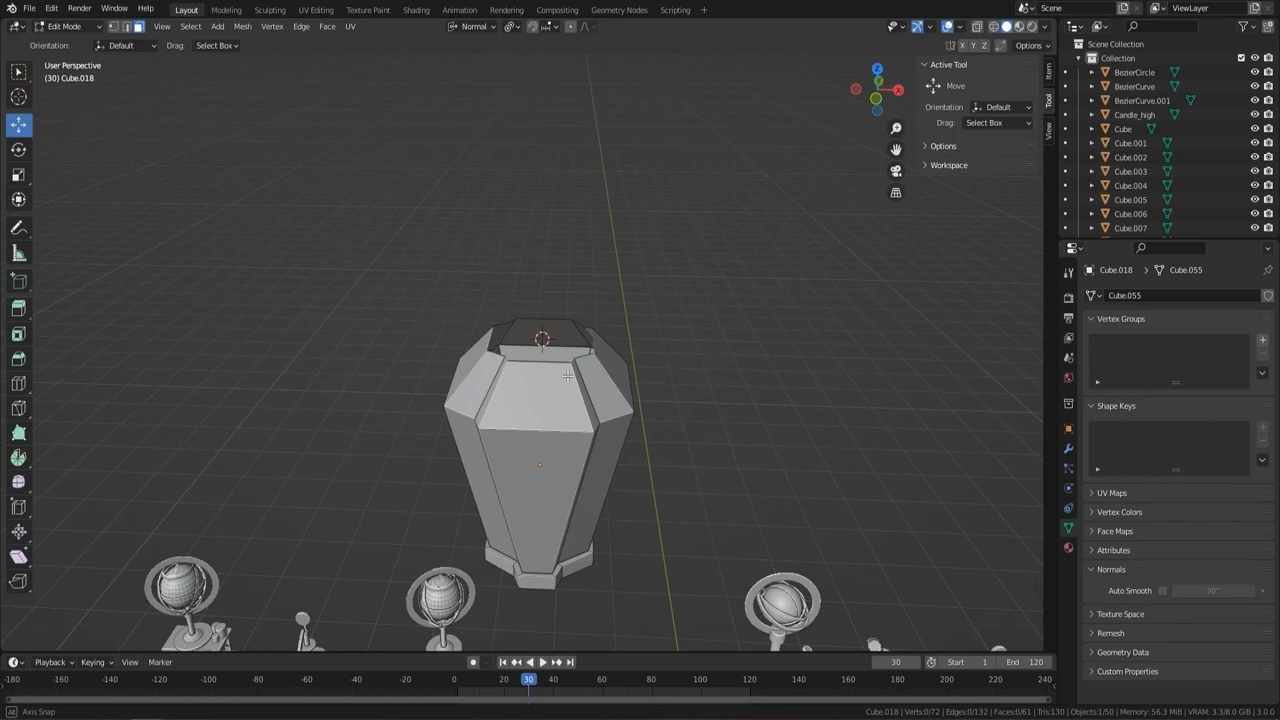 File Edit Render Window Help Layout Modeling Sculpting UV Editing Texture Paint Shading Animation Rendering Compositing Geometry Nodes Scripting + Scene ViewLayer
Edit Mode View Select Add Mesh Vertex Edge Face UV Normal
Orientation: Default Drag: Select Box X Y Z Options
User Perspective
(30) Cube.018
Z
Y
X
Active Tool
Move
Orientation Default
Drag: Select Box
Options
Workspace
Item
Tool
View
Scene Collection
Collection
BezierCircle
BezierCurve
BezierCurve.001
Candle_high
Cube
Cube.001
Cube.002
Cube.003
Cube.004
Cube.005
Cube.006
Cube.007
Cube.018 Cube.055
Cube.055
Vertex Groups
Shape Keys
UV Maps
Vertex Colors
Face Maps
Attributes
Normals
Auto Smooth 30°
Texture Space
Remesh
Geometry Data
Custom Properties
Playback Keying View Marker 30 Start 1 End 120
-180 -160 -140 -120 -100 -80 -60 -40 -20 0 20 30 40 60 80 100 120 140 160 180 200 220 240
Alt Axis Snap
Cube.018 | Verts:0/72 | Edges:0/132 | Faces:0/61 | Tris:130 | Objects:1/50 | Memory: 56.3 MiB | VRAM: 3.3/8.0 GiB | 3.0.0